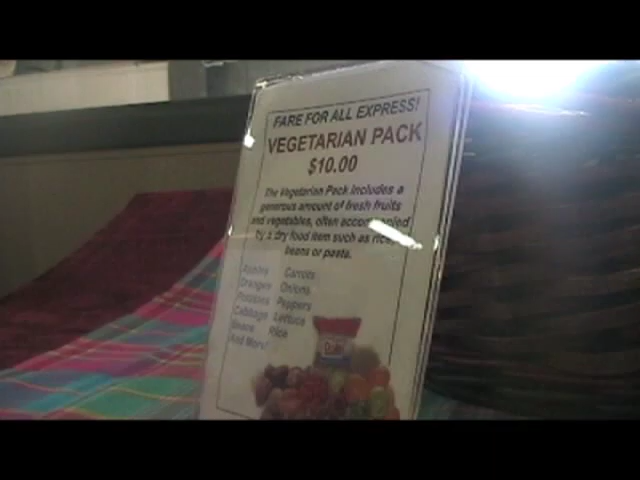 FARE FOR ALL EXPRESS!
VEGETARIAN PACK
$10.00
The Vegetarian Pack includes a
generous amount of fresh fruits
and vegetables, often accompanied
by a dry food item such as rice,
beans or pasta.
Apples Carrots
Oranges Onions
Potatoes Peppers
Cabbage Lettuce
Beans Rice
And More!